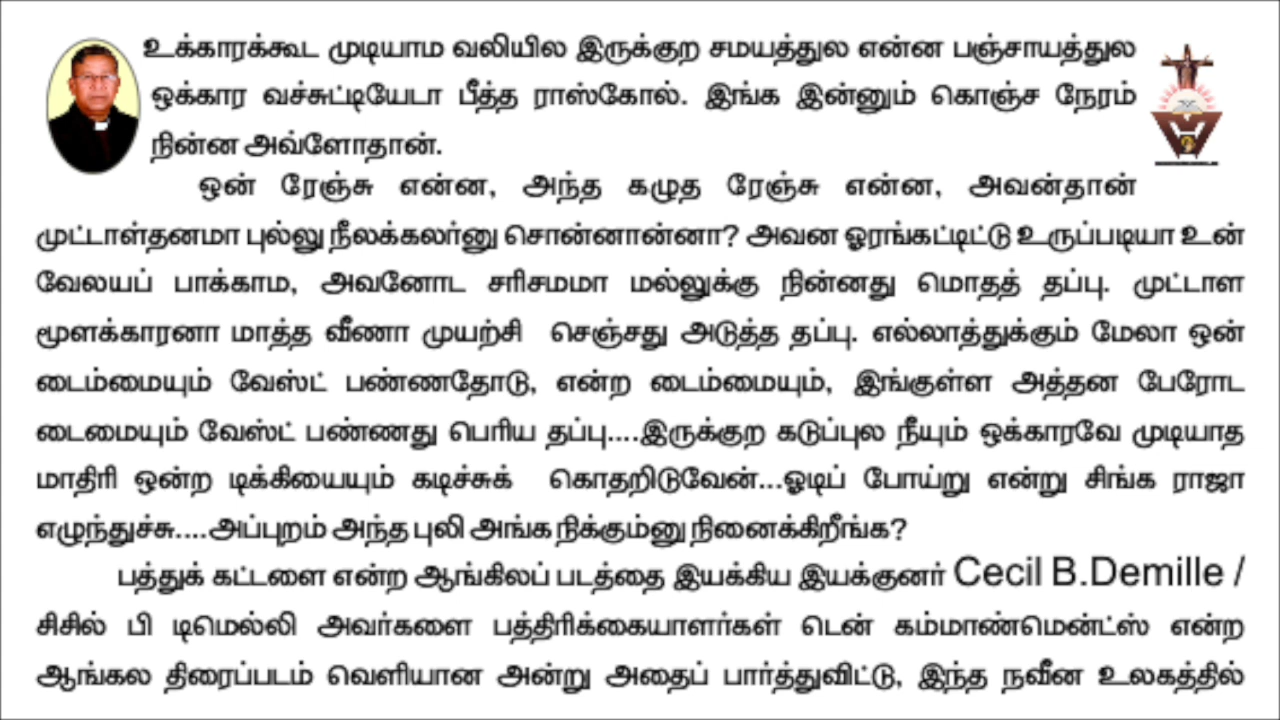 உக்காரக்கூட முடியாம வலியில இருக்குற சமயத்துல என்ன பஞ்சாயத்துல
ஒக்கார வச்சுட்டியேடா பீத்த ராஸ்கோல். இங்க இன்னும் கொஞ்ச நேரம்
நின்ன அவ்ளோதான்.
ஒன் ரேஞ்சு என்ன, அந்த கழுத ரேஞ்சு என்ன, அவன்தான்
முட்டாள்தனமா புல்லு நீலக்கலர்னு சொன்னான்னா? அவன ஓரங்கட்டிட்டு உருப்படியா உன்
வேலயப் பாக்காம, அவனோட சரிசமமா மல்லுக்கு நின்னது மொதத் தப்பு. முட்டாள
மூளக்காரனா மாத்த வீணா முயற்சி செஞ்சது அடுத்த தப்பு. எல்லாத்துக்கும் மேலா ஒன்
டைம்மையும் வேஸ்ட் பண்ணதோடு, என்ற டைம்மையும், இங்குள்ள அத்தன பேரோட
டைமையும் வேஸ்ட் பண்ணது பெரிய தப்பு....இருக்குற கடுப்புல நீயும் ஒக்காரவே முடியாத
மாதிரி ஒன்ற டிக்கியையும் கடிச்சுக் கொதறிடுவேன்...ஓடிப் போய்று என்று சிங்க ராஜா
எழுந்துச்சு....அப்புறம் அந்த புலி அங்க நிக்கும்னு நினைக்கிறீங்க?
பத்துக் கட்டளை என்ற ஆங்கிலப் படத்தை இயக்கிய இயக்குனர் Cecil B.Demille /
சிசில் பி டிமெல்லி அவர்களை பத்திரிக்கையாளர்கள் டென் கம்மாண்மென்ட்ஸ் என்ற
ஆங்கல திரைப்படம் வெளியான அன்று அதைப் பார்த்துவிட்டு, இந்த நவீன உலகத்தில்